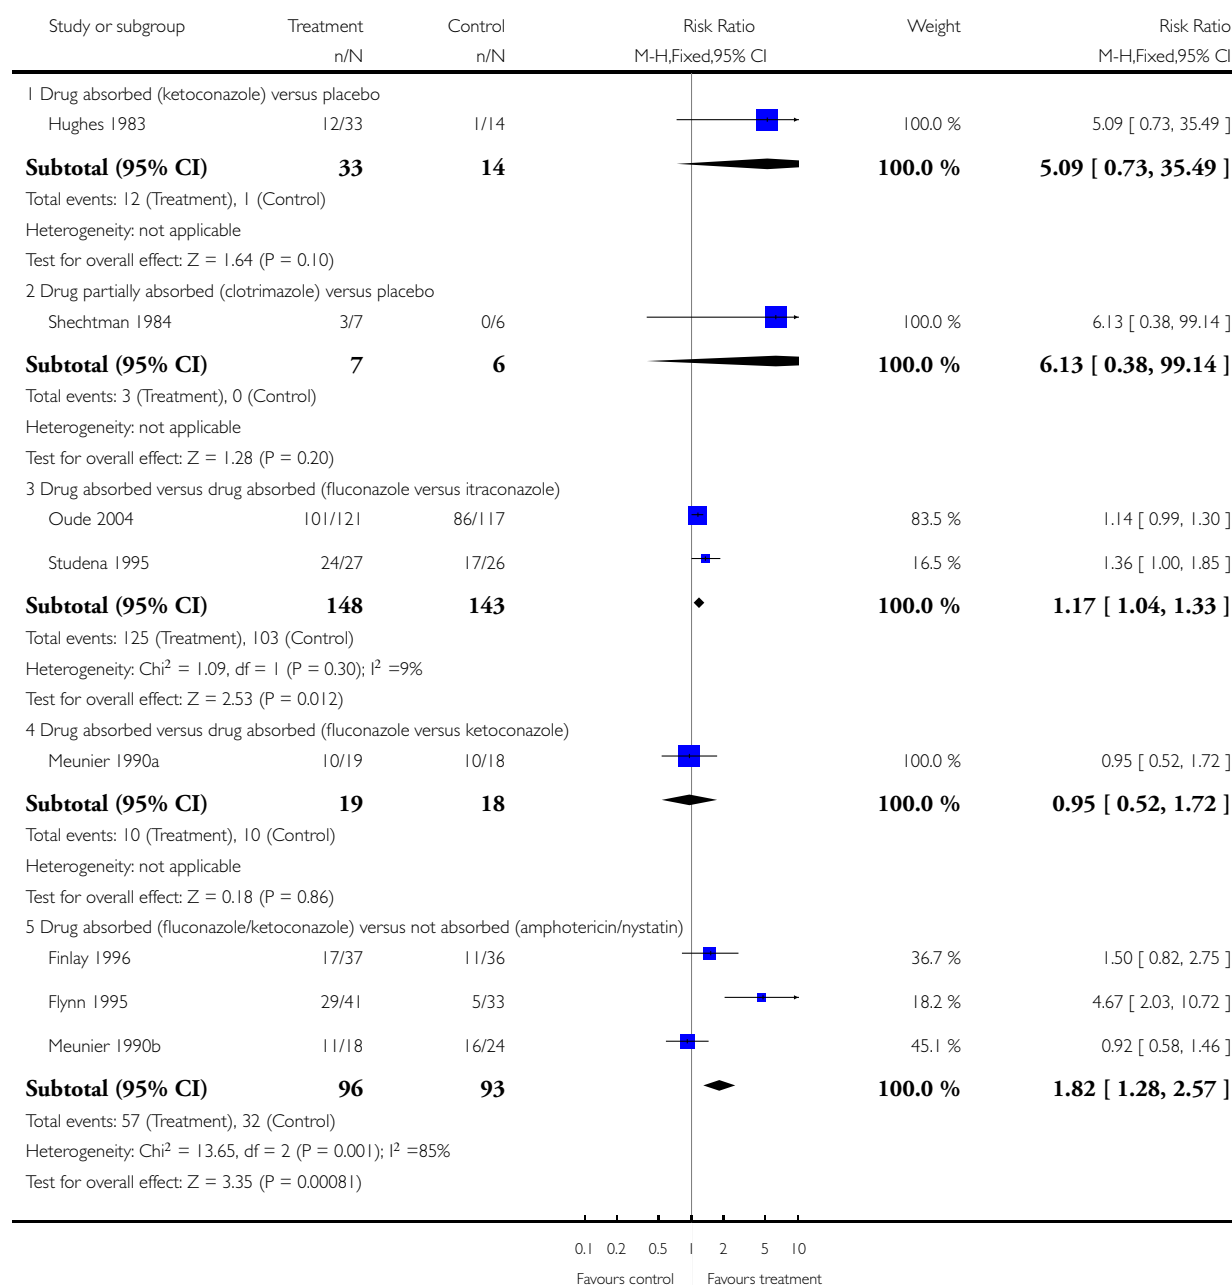 Study or subgroup Treatment Control Risk Ratio Weight Risk Ratio
n/N n/N M-H,Fixed,95% CI M-H,Fixed,95% CI
1 Drug absorbed (ketoconazole) versus placebo
Hughes 1983 12/33 1/14 100.0 % 5.09 [ 0.73, 35.49 ]
Subtotal (95% CI) 33 14 100.0 % 5.09 [ 0.73, 35.49 ]
Total events: 12 (Treatment), 1 (Control)
Heterogeneity: not applicable
Test for overall effect: Z = 1.64 (P = 0.10)
2 Drug partially absorbed (clotrimazole) versus placebo
Shechtman 1984 3/7 0/6 100.0 % 6.13 [ 0.38, 99.14 ]
Subtotal (95% CI) 7 6 100.0 % 6.13 [ 0.38, 99.14 ]
Total events: 3 (Treatment), 0 (Control)
Heterogeneity: not applicable
Test for overall effect: Z = 1.28 (P = 0.20)
3 Drug absorbed versus drug absorbed (fluconazole versus itraconazole)
Oude 2004 101/121 86/117 83.5 % 1.14 [ 0.99, 1.30 ]
Studena 1995 24/27 17/26 16.5 % 1.36 [ 1.00, 1.85 ]
Subtotal (95% CI) 148 143 100.0 % 1.17 [ 1.04, 1.33 ]
Total events: 125 (Treatment), 103 (Control)
Heterogeneity: Chi² = 1.09, df = 1 (P = 0.30); I² =9%
Test for overall effect: Z = 2.53 (P = 0.012)
4 Drug absorbed versus drug absorbed (fluconazole versus ketoconazole)
Meunier 1990a 10/19 10/18 100.0 % 0.95 [ 0.52, 1.72 ]
Subtotal (95% CI) 19 18 100.0 % 0.95 [ 0.52, 1.72 ]
Total events: 10 (Treatment), 10 (Control)
Heterogeneity: not applicable
Test for overall effect: Z = 0.18 (P = 0.86)
5 Drug absorbed (fluconazole/ketoconazole) versus not absorbed (amphotericin/nystatin)
Finlay 1996 17/37 11/36 36.7 % 1.50 [ 0.82, 2.75 ]
Flynn 1995 29/41 5/33 18.2 % 4.67 [ 2.03, 10.72 ]
Meunier 1990b 11/18 16/24 45.1 % 0.92 [ 0.58, 1.46 ]
Subtotal (95% CI) 96 93 100.0 % 1.82 [ 1.28, 2.57 ]
Total events: 57 (Treatment), 32 (Control)
Heterogeneity: Chi² = 13.65, df = 2 (P = 0.001); I² =85%
Test for overall effect: Z = 3.35 (P = 0.00081)
0.1 0.2 0.5 1 2 5 10
Favours control Favours treatment